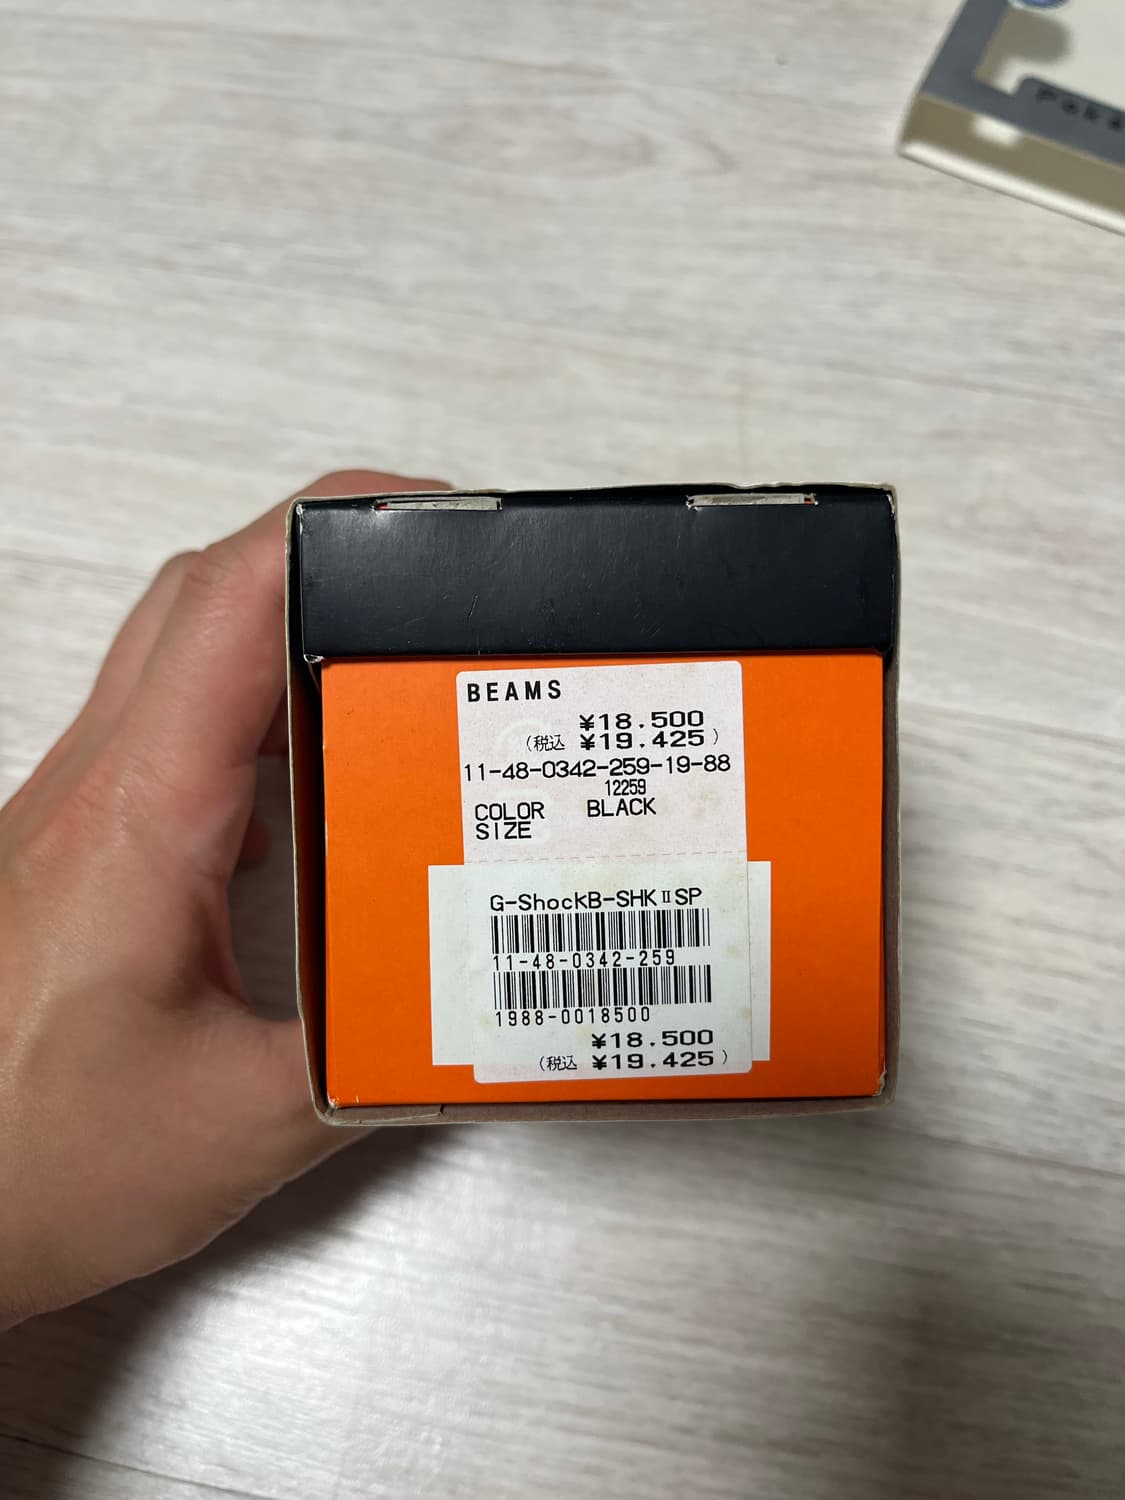 BEAMS
¥18.500
(税込 ¥19.425)
11-48-0342-259-19-88
12259
COLOR BLACK
SIZE
G-ShockB-SHKⅡSP
11-48-0342-259
1988-0018500
¥18.500
(税込 ¥19.425)